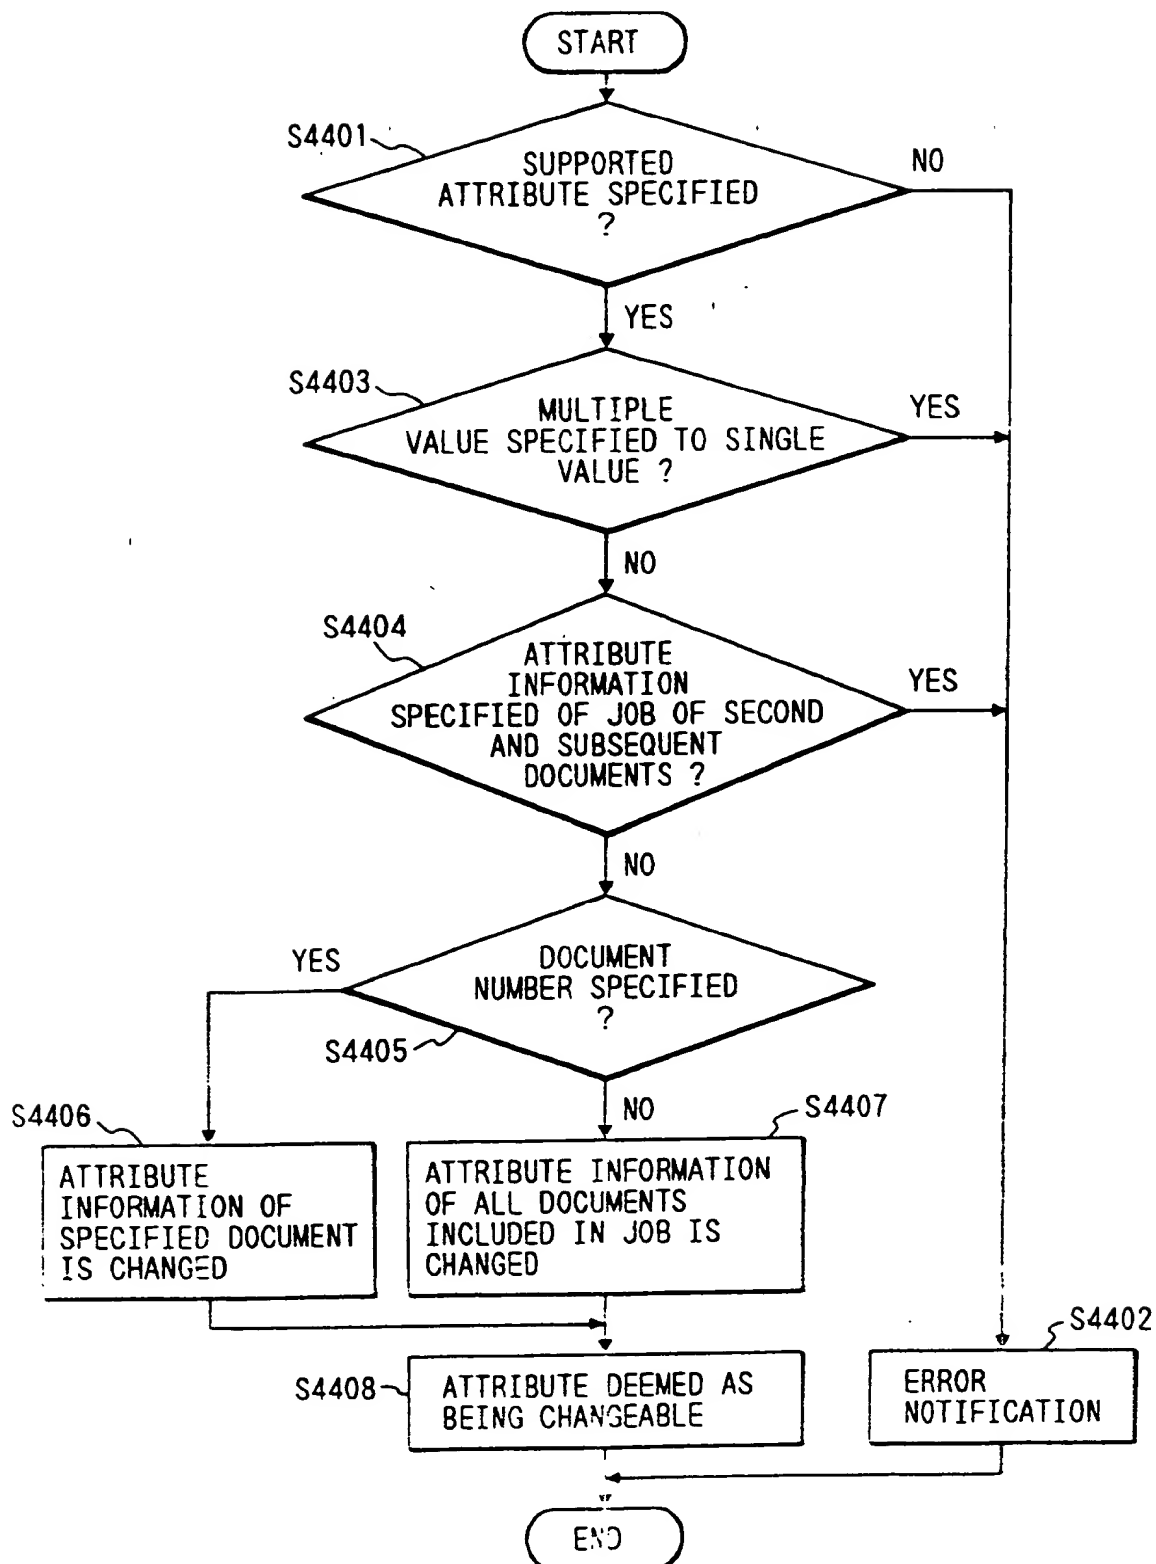 START
S4401
SUPPORTED
ATTRIBUTE SPECIFIED
?
NO
YES
S4403
MULTIPLE
VALUE SPECIFIED TO SINGLE
VALUE ?
YES
NO
S4404
ATTRIBUTE
INFORMATION
SPECIFIED OF JOB OF SECOND
AND SUBSEQUENT
DOCUMENTS ?
YES
NO
DOCUMENT
NUMBER SPECIFIED
?
YES
S4405
NO
S4406
ATTRIBUTE
INFORMATION OF
SPECIFIED DOCUMENT
IS CHANGED
S4407
ATTRIBUTE INFORMATION
OF ALL DOCUMENTS
INCLUDED IN JOB IS
CHANGED
S4408
ATTRIBUTE DEEMED AS
BEING CHANGEABLE
S4402
ERROR
NOTIFICATION
END